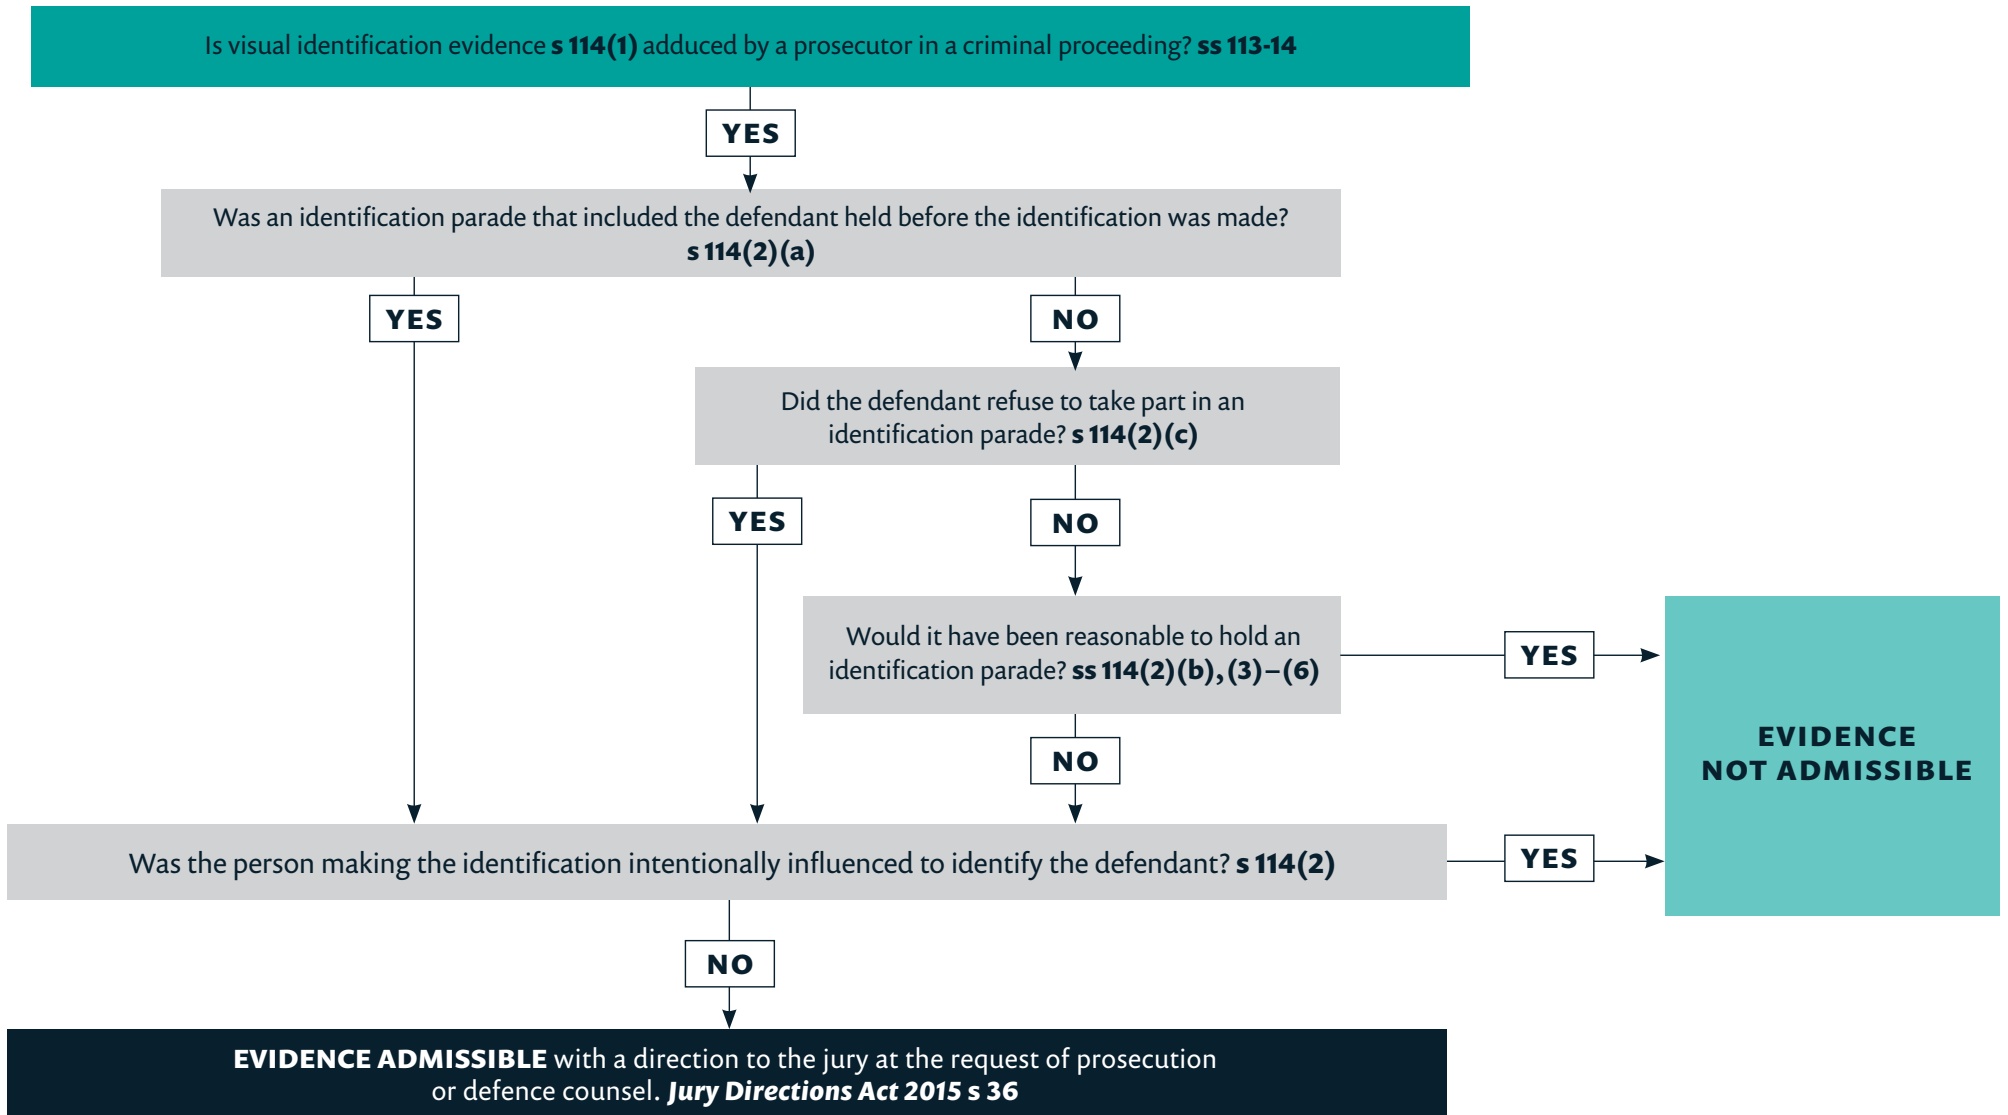 Is visual identification evidence s 114(1) adduced by a prosecutor in a criminal proceeding? ss 113-14
YES
Was an identification parade that included the defendant held before the identification was made?
s 114(2)(a)
YES
NO
Did the defendant refuse to take part in an
identification parade? s 114(2)(c)
YES
NO
Would it have been reasonable to hold an
identification parade? ss 114(2)(b), (3)–(6)
YES
NO
EVIDENCE
NOT ADMISSIBLE
Was the person making the identification intentionally influenced to identify the defendant? s 114(2)
YES
NO
EVIDENCE ADMISSIBLE with a direction to the jury at the request of prosecution
or defence counsel. Jury Directions Act 2015 s 36